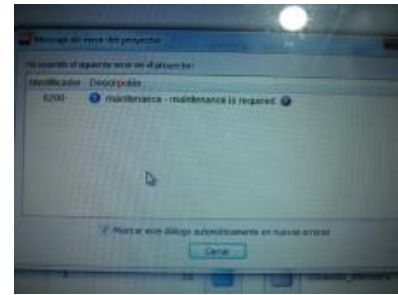 Mensaje de error del proyector
Ha ocurrido el siguiente error en el proyector:
Identificador Descripción
6200 maintenance - maintenance is required
Mostrar este diálogo automáticamente en nuevos errores
Cerrar